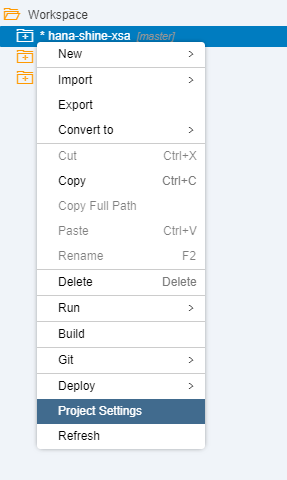 Workspace
* hana-shine-xsa [master]
New >
Import >
Export
Convert to >
Cut Ctrl+X
Copy Ctrl+C
Copy Full Path
Paste Ctrl+V
Rename F2
Delete Delete
Run >
Build
Git >
Deploy >
Project Settings
Refresh